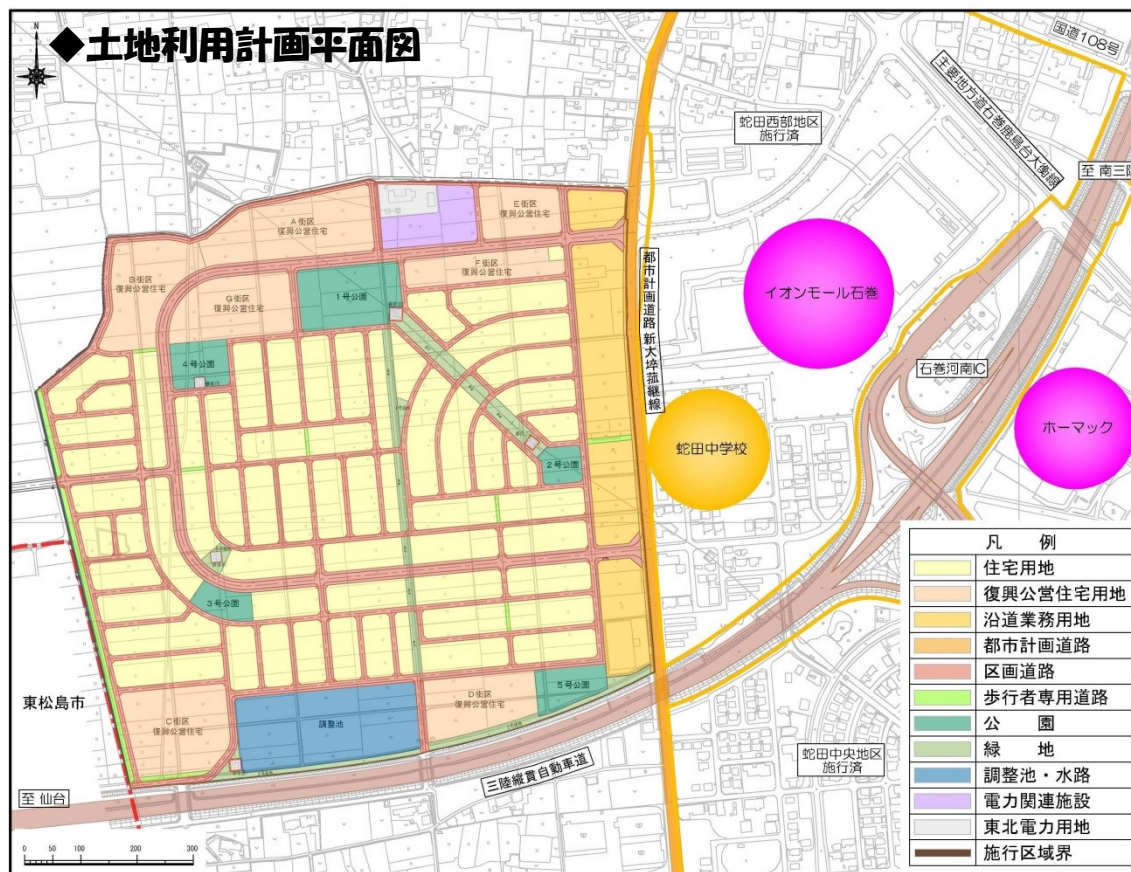 ◆土地利用計画平面図
国道108号
主要地方道石巻鹿島台大衡線
蛇田西部地区
施行済
至 南三陸
E街区
復興公営住宅
A街区
復興公営住宅
F街区
復興公営住宅
B街区
復興公営住宅
G街区
復興公営住宅
1号公園
都市計画道路 新大埣菰継線
イオンモール石巻
4号公園
石巻河南IC
ホーマック
蛇田中学校
2号公園
3号公園
東松島市
C街区
復興公営住宅
調整池
D街区
復興公営住宅
5号公園
三陸縦貫自動車道
蛇田中央地区
施行済
至 仙台
0 50 100 200 300
凡 例
住宅用地
復興公営住宅用地
沿道業務用地
都市計画道路
区画道路
歩行者専用道路
公 園
緑 地
調整池・水路
電力関連施設
東北電力用地
施行区域界